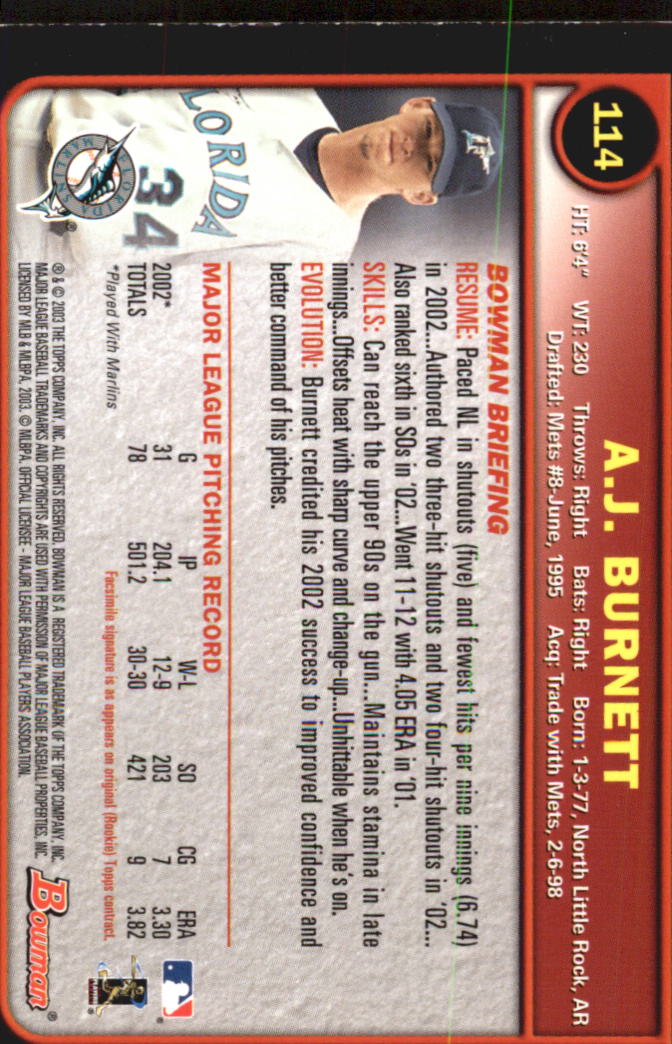 114
A.J. BURNETT
HT: 6'4" WT: 230 Throws: Right Bats: Right Born: 1-3-77, North Little Rock, AR
Drafted: Mets #8-June, 1995 Acq: Trade with Mets, 2-6-98
BOWMAN BRIEFING
RESUME: Paced NL in shutouts (five) and fewest hits per nine innings (6.74)
in 2002...Authored two three-hit shutouts and two four-hit shutouts in '02...
Also ranked sixth in SOs in '02...Went 11-12 with 4.05 ERA in '01.
SKILLS: Can reach the upper 90s on the gun....Maintains stamina in late
innings...Offsets heat with sharp curve and change-up...Unhittable when he's on.
EVOLUTION: Burnett credited his 2002 success to improved confidence and
better command of his pitches.
FLORIDA
34
FLORIDA MARLINS
MAJOR LEAGUE PITCHING RECORD
G IP W-L SO CG ERA
2002* 31 204.1 12-9 203 7 3.30
TOTALS 78 501.2 30-30 421 9 3.82
*Played With Marlins
Facsimile signature is as appears on original (Rookie) Topps contract.
® & © 2003 THE TOPPS COMPANY, INC. ALL RIGHTS RESERVED. BOWMAN IS A REGISTERED TRADEMARK OF THE TOPPS COMPANY, INC.
MAJOR LEAGUE BASEBALL TRADEMARKS AND COPYRIGHTS ARE USED WITH PERMISSION OF MAJOR LEAGUE BASEBALL PROPERTIES, INC.
LICENSED BY MLB & MLBPA, 2003. © MLBPA. OFFICIAL LICENSEE - MAJOR LEAGUE BASEBALL PLAYERS ASSOCIATION.
Bowman